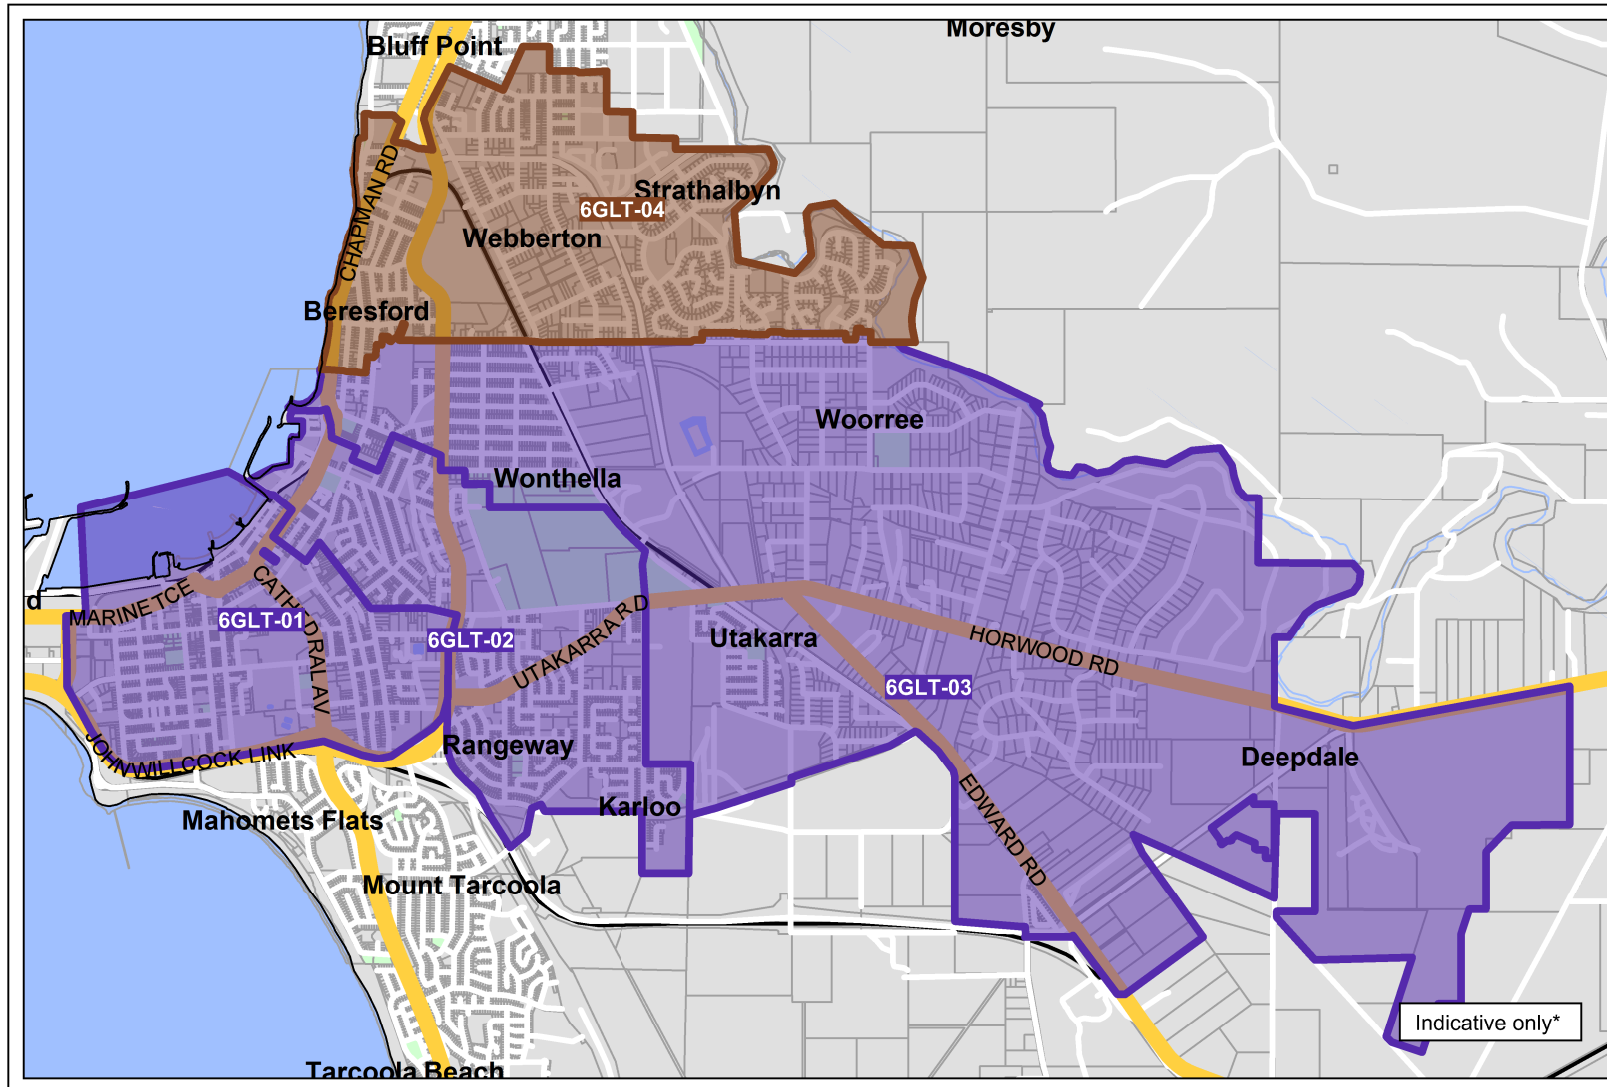 Moresby
Bluff Point
CHAPMAN RD
Strathalbyn
6GLT-04
Webberton
Beresford
Woorree
Wonthella
d
MARINE TCE
CATHEDRAL AV
6GLT-01
6GLT-02
UTAKARRA RD
Utakarra
HORWOOD RD
6GLT-03
JOHN WILLCOCK LINK
Rangeway
Deepdale
EDWARD RD
Karloo
Mahomets Flats
Mount Tarcoola
Indicative only*
Tarcoola Beach